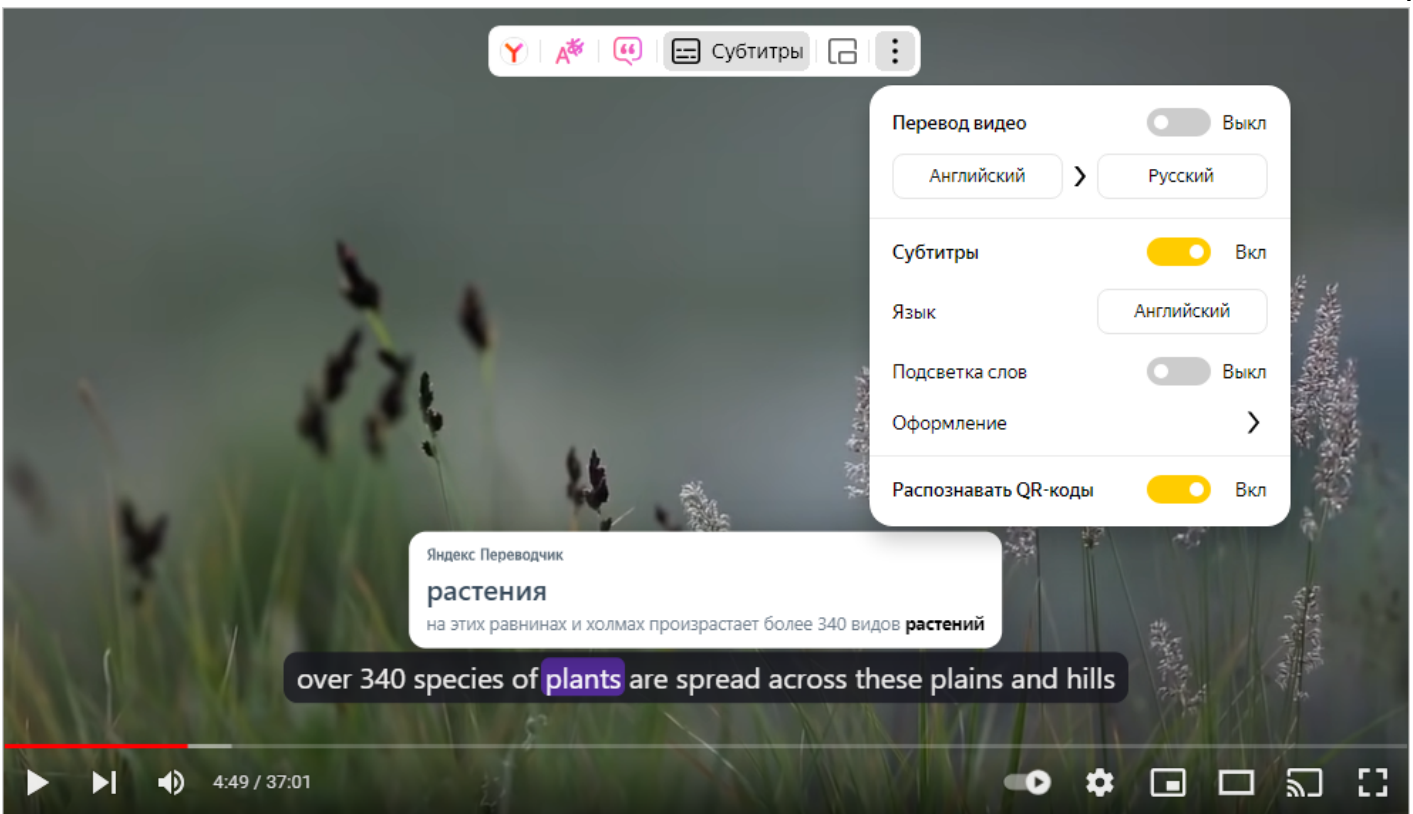 Субтитры
Перевод видео Выкл
Английский Русский
Субтитры Вкл
Язык Английский
Подсветка слов Выкл
Оформление
Распознавать QR-коды Вкл
Яндекс Переводчик
растения
на этих равнинах и холмах произрастает более 340 видов растений
over 340 species of plants are spread across these plains and hills
4:49 / 37:01